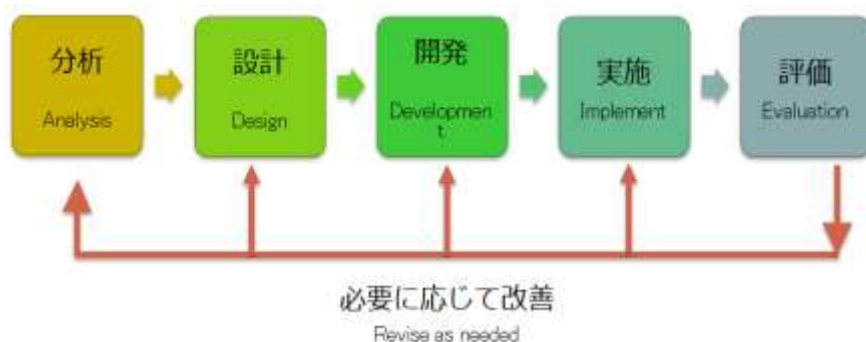 分析
Analysis
設計
Design
開発
Developmen
t
実施
Implement
評価
Evaluation
必要に応じて改善
Revise as needed